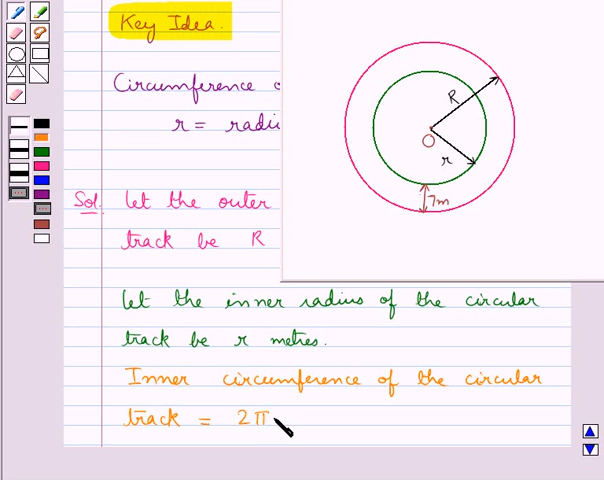 Key Idea.
Circumference
r = radiu
R
O
r
7m
Sol. let the outer
track be R
let the inner radius of the circular
track be r metres.
Inner circumference of the circular
track = 2π